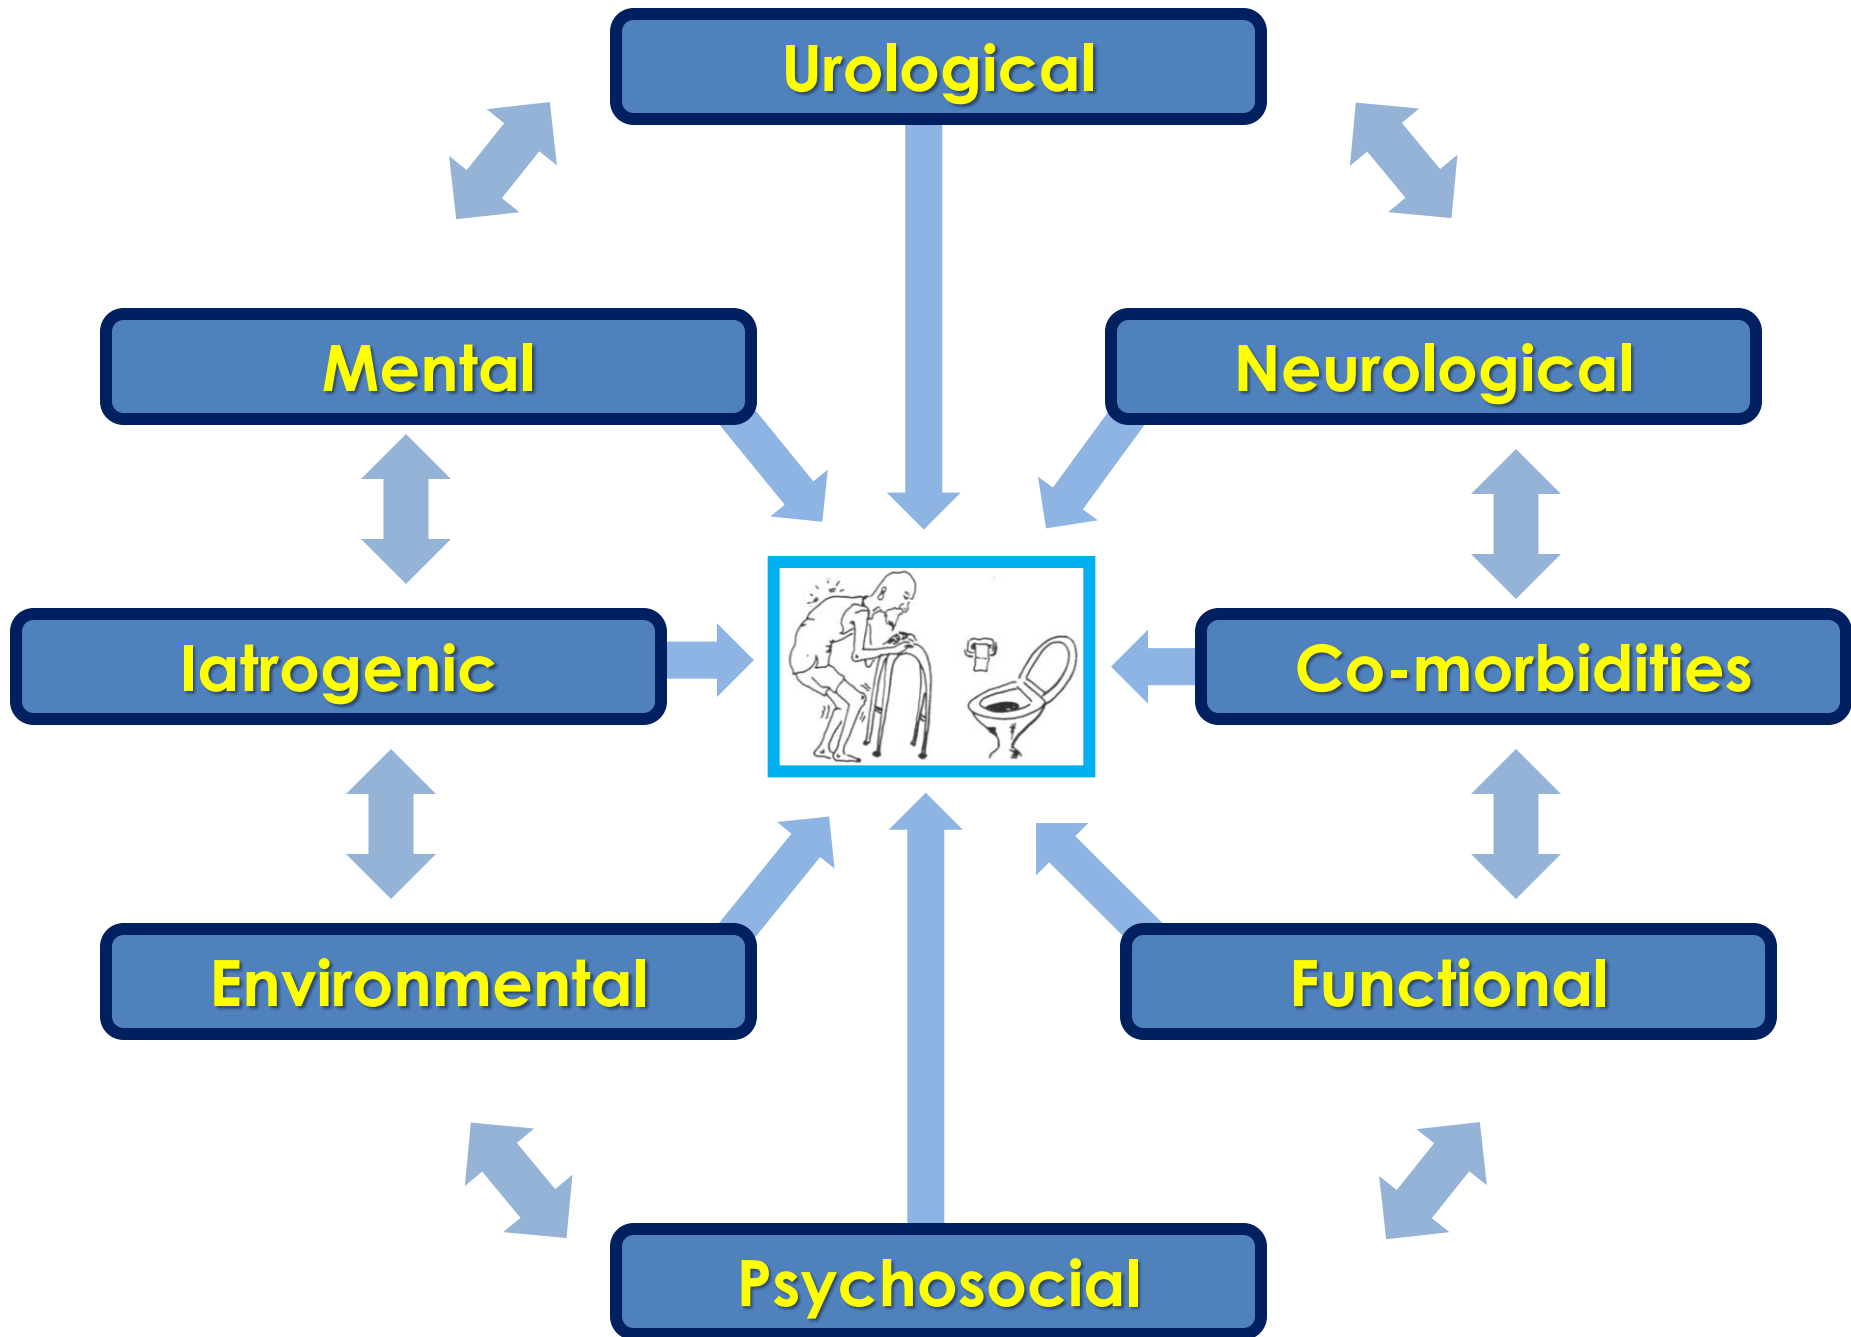 Urological
Mental
Neurological
Iatrogenic
Co-morbidities
Environmental
Functional
Psychosocial